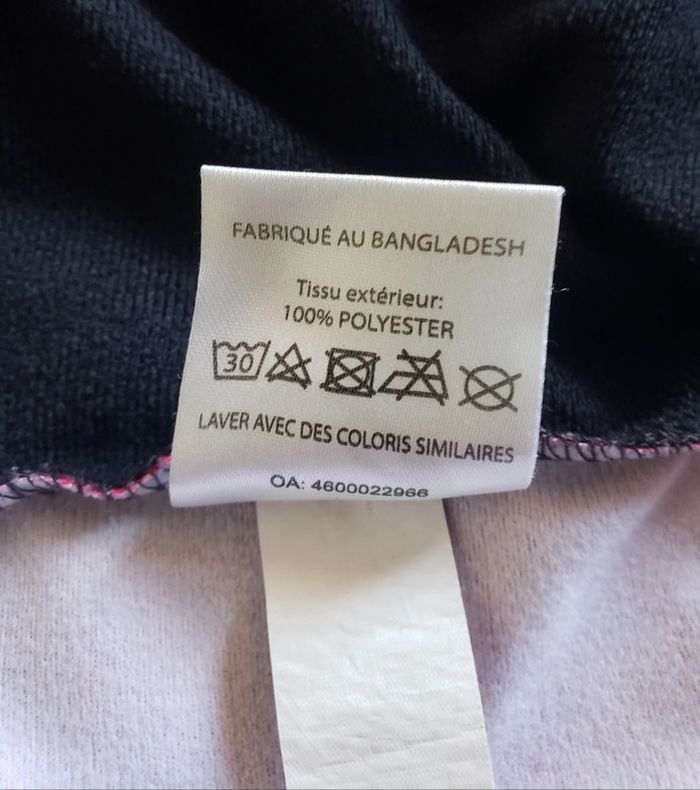 FABRIQUÉ AU BANGLADESH
Tissu extérieur:
100% POLYESTER
30
LAVER AVEC DES COLORIS SIMILAIRES
OA: 4600022966